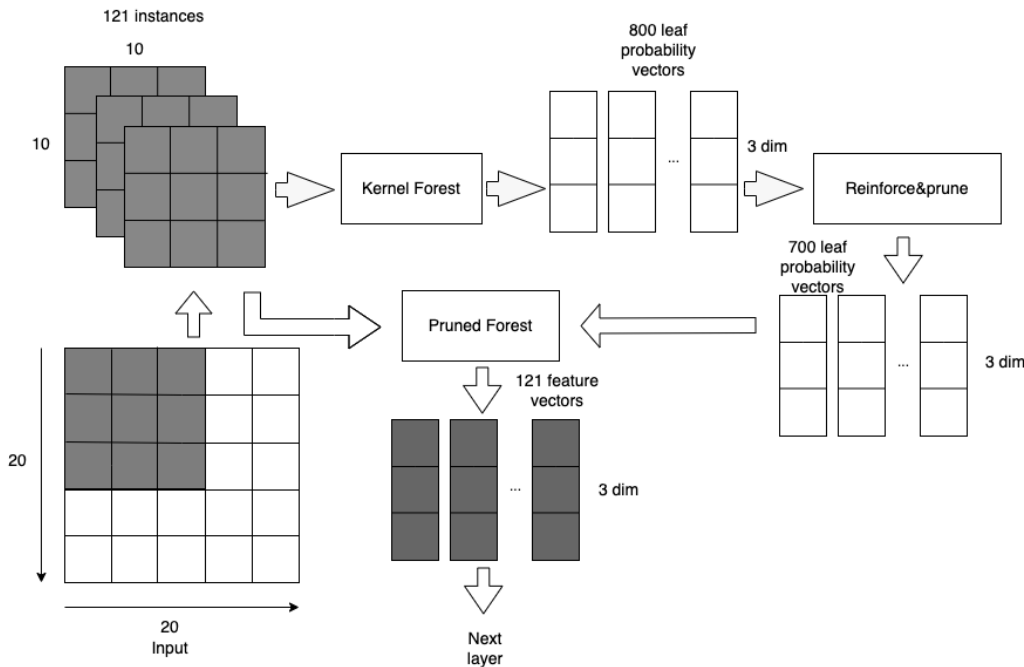 121 instances
10
10
Kernel Forest
800 leaf
probability
vectors
...
3 dim
Reinforce&prune
700 leaf
probability
vectors
...
3 dim
Pruned Forest
121 feature
vectors
...
3 dim
Next
layer
20
20
Input